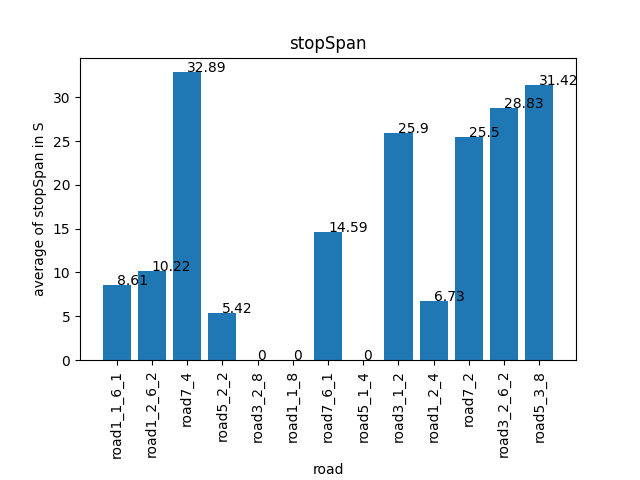 stopSpan
average of stopSpan in S
30
25
20
15
10
5
0
8.61
10.22
32.89
5.42
0
0
14.59
0
25.9
6.73
25.5
28.83
31.42
road1_1_6_1
road1_2_6_2
road7_4
road5_2_2
road3_2_8
road1_1_8
road7_6_1
road5_1_4
road3_1_2
road1_2_4
road7_2
road3_2_6_2
road5_3_8
road